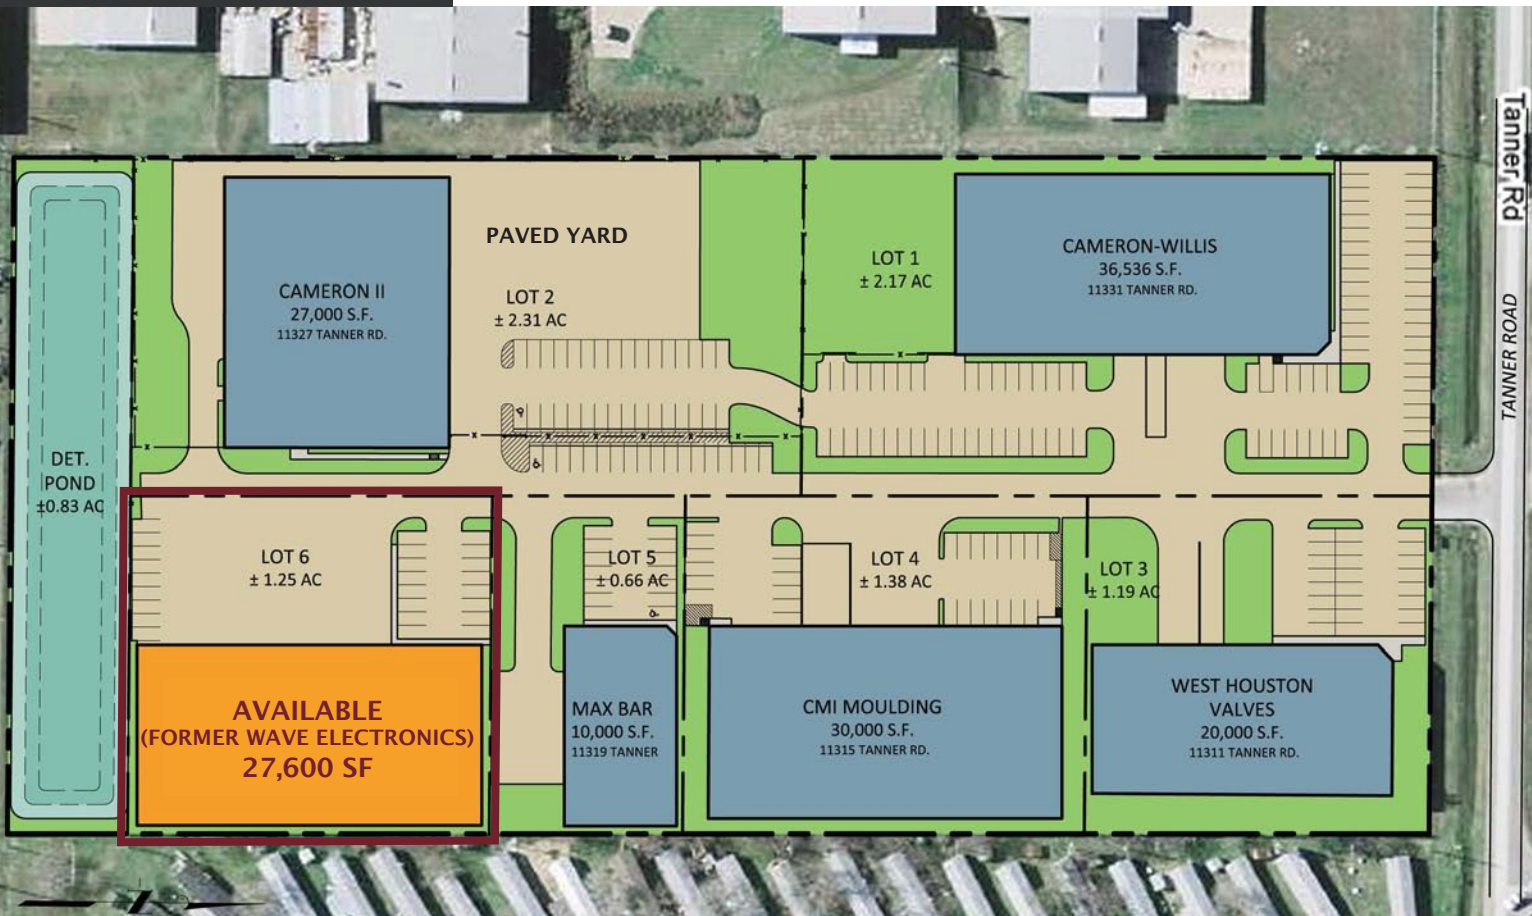 Tanner Rd
TANNER ROAD
PAVED YARD
CAMERON II
27,000 S.F.
11327 TANNER RD.
LOT 2
± 2.31 AC
LOT 1
± 2.17 AC
CAMERON-WILLIS
36,536 S.F.
11331 TANNER RD.
DET.
POND
±0.83 AC
LOT 6
± 1.25 AC
LOT 5
± 0.66 AC
LOT 4
± 1.38 AC
LOT 3
± 1.19 AC
AVAILABLE
(FORMER WAVE ELECTRONICS)
27,600 SF
MAX BAR
10,000 S.F.
11319 TANNER
CMI MOULDING
30,000 S.F.
11315 TANNER RD.
WEST HOUSTON
VALVES
20,000 S.F.
11311 TANNER RD.